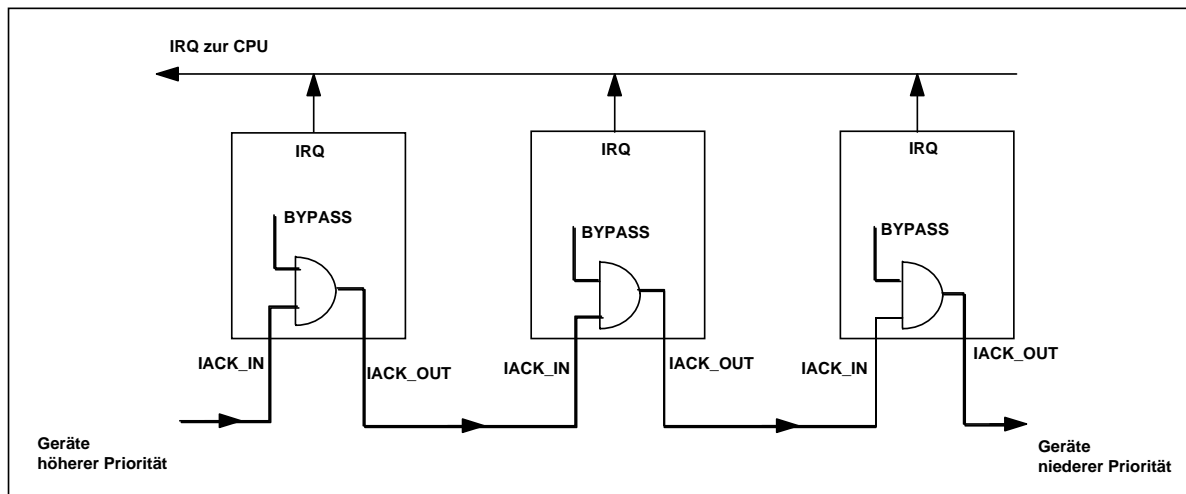 IRQ zur CPU
IRQ
IRQ
IRQ
BYPASS
BYPASS
BYPASS
IACK_IN
IACK_OUT
IACK_IN
IACK_OUT
IACK_IN
IACK_OUT
Geräte
höherer Priorität
Geräte
niederer Priorität